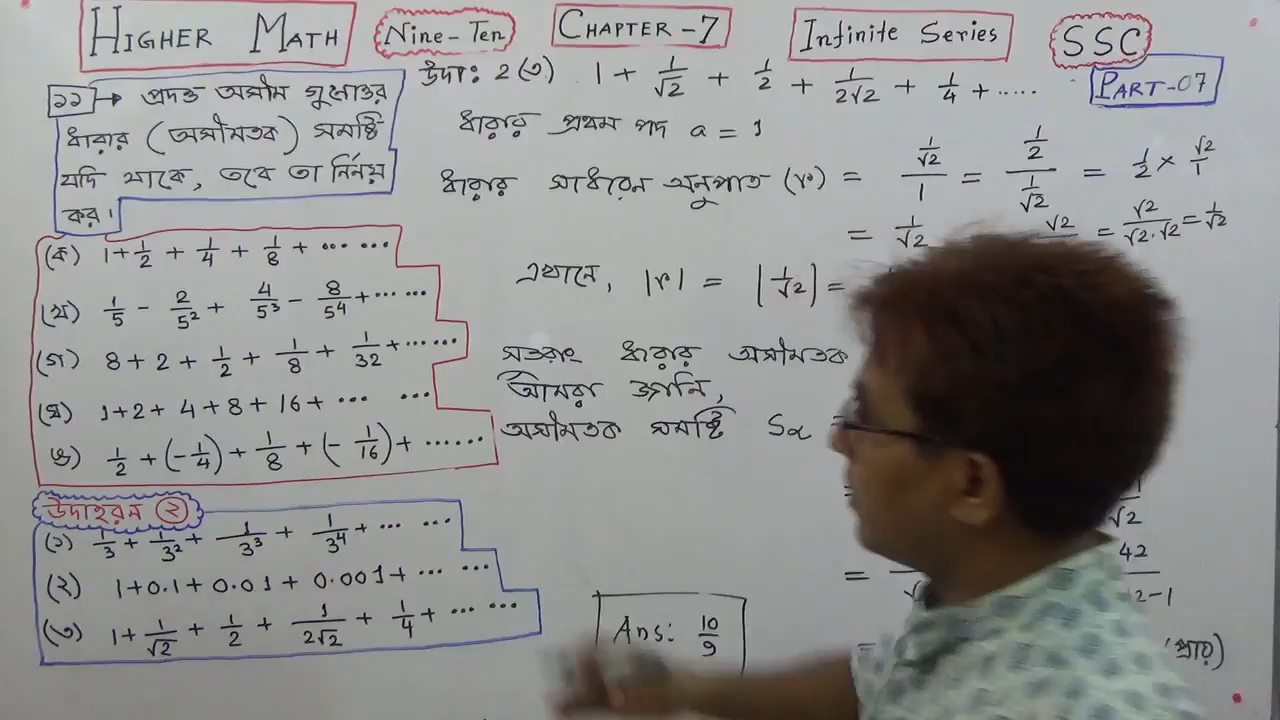 HIGHER MATH
NINE-TEN
CHAPTER-7
Infinite Series
SSC
PART-07
১১ → প্রদত্ত অসীম গুণোত্তর
ধারার (অসীমতক) সমষ্টি
যদি থাকে, তবে তা নির্নয়
কর।
(ক) 1 + 1/2 + 1/4 + 1/8 + ... ...
(খ) 1/5 - 2/5² + 4/5³ - 8/5⁴ + ... ...
(গ) 8 + 2 + 1/2 + 1/8 + 1/32 + ... ...
(ঘ) 1 + 2 + 4 + 8 + 16 + ... ...
(ঙ) 1/2 + (-1/4) + 1/8 + (-1/16) + ......
উদাহরন ২
(১) 1/3 + 1/3² + 1/3³ + 1/3⁴ + ... ...
(২) 1 + 0.1 + 0.01 + 0.001 + ... ...
(৩) 1 + 1/√2 + 1/2 + 1/2√2 + 1/4 + ... ...
উদা: 2(৩) 1 + 1/√2 + 1/2 + 1/2√2 + 1/4 + .....
ধারার প্রথম পদ a = 1
ধারার সাধারন অনুপাত (r) = (1/√2)/1 = (1/2)/(1/√2) = 1/2 × √2/1
= 1/√2 √2 = √2/√2.√2 = 1/√2
এখানে, |r| = |1/√2| =
সুতরাং ধারার অসীমতক
আমরা জানি,
অসীমতক সমষ্টি S∝ =
Ans: 10/9
প্রায়)